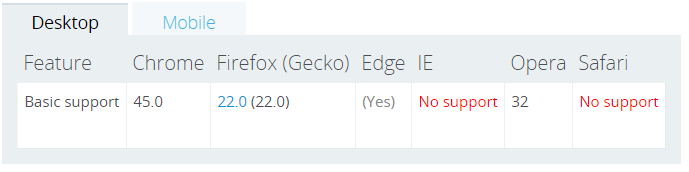 Desktop Mobile
Feature Chrome Firefox (Gecko) Edge IE Opera Safari
Basic support 45.0 22.0 (22.0) (Yes) No support 32 No support